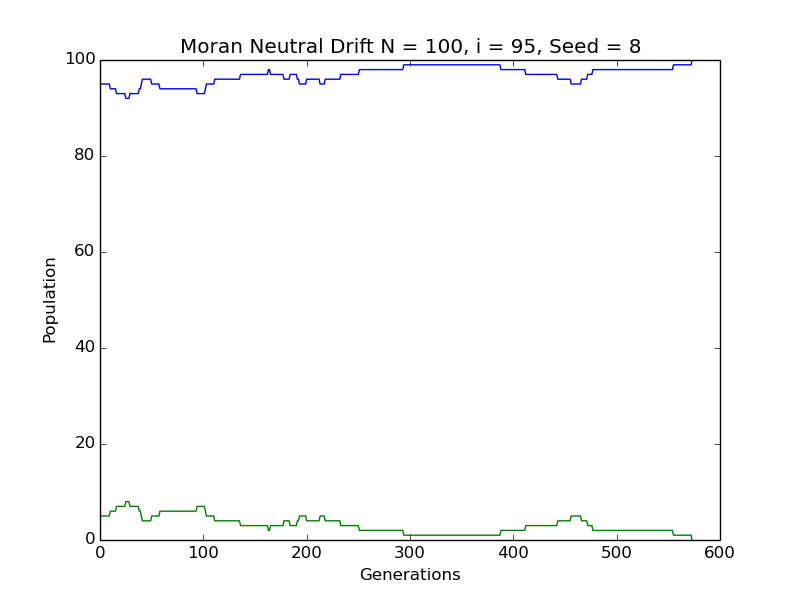 Moran Neutral Drift N = 100, i = 95, Seed = 8
100
80
60
40
20
0
Population
0 100 200 300 400 500 600
Generations